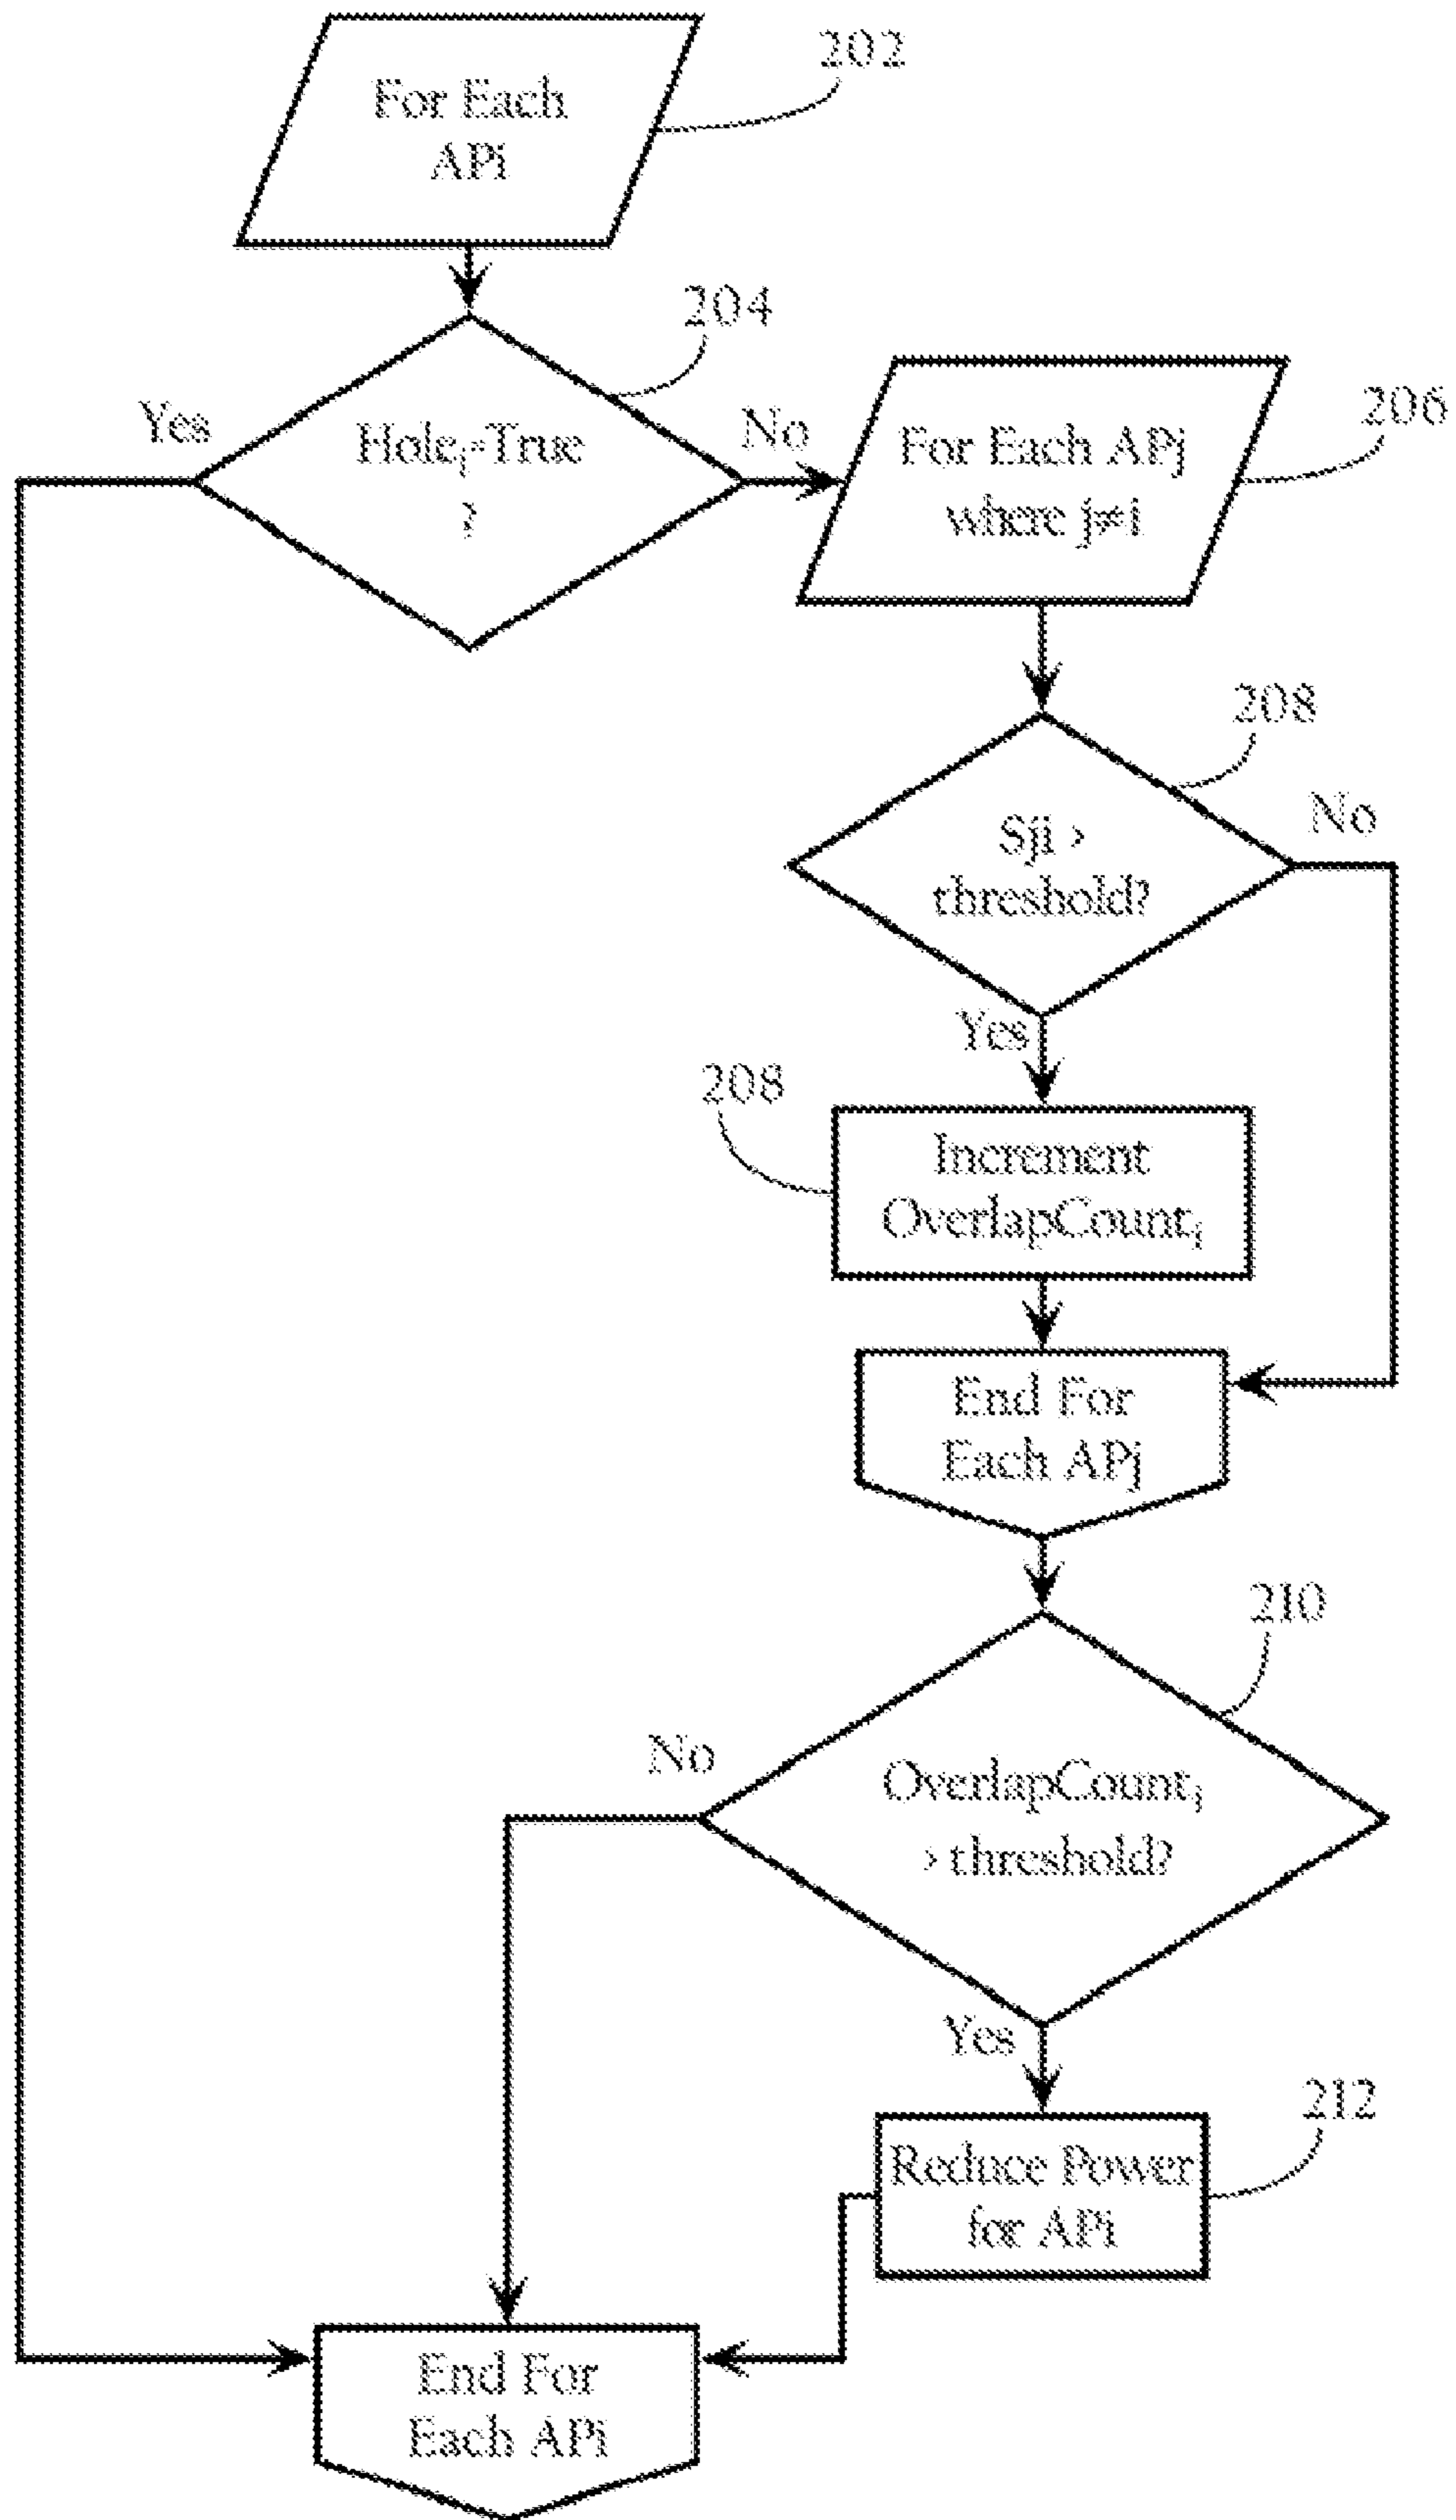 For Each
APi
202
204
Yes
Holeᵢ=True
?
No
For Each APj
where j≠i
206
208
Sji >
threshold?
No
Yes
208
Increment
OverlapCountᵢ
End For
Each APj
210
No
OverlapCountᵢ
> threshold?
Yes
212
Reduce Power
for APi
End For
Each APi